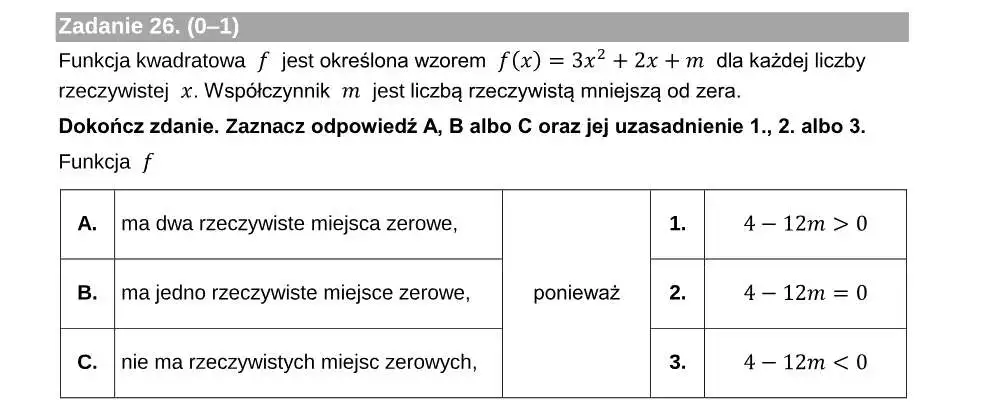 Zadanie 26. (0–1)
Funkcja kwadratowa f jest określona wzorem f(x) = 3x² + 2x + m dla każdej liczby
rzeczywistej x. Współczynnik m jest liczbą rzeczywistą mniejszą od zera.
Dokończ zdanie. Zaznacz odpowiedź A, B albo C oraz jej uzasadnienie 1., 2. albo 3.
Funkcja f
A. ma dwa rzeczywiste miejsca zerowe, 1. 4 − 12m > 0
B. ma jedno rzeczywiste miejsce zerowe, ponieważ 2. 4 − 12m = 0
C. nie ma rzeczywistych miejsc zerowych, 3. 4 − 12m < 0